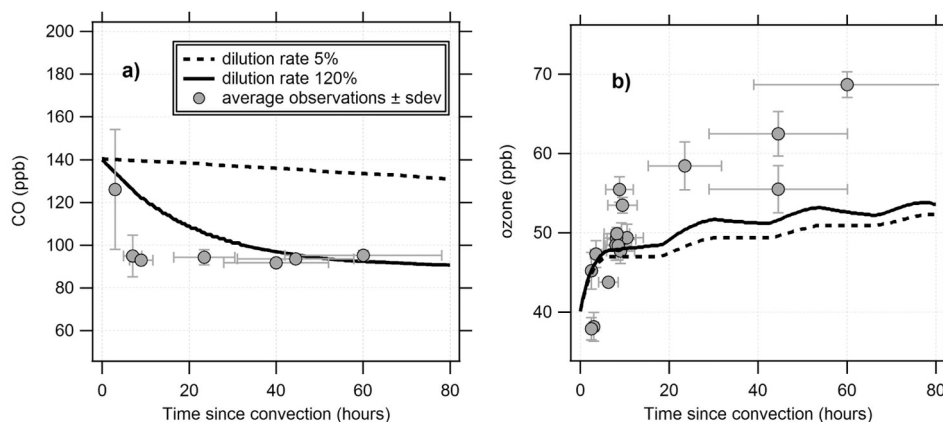 200
180
160
140
120
100
80
60
CO (ppb)
a)
dilution rate 5%
dilution rate 120%
average observations ± sdev
0 20 40 60 80
Time since convection (hours)
70
60
50
40
ozone (ppb)
b)
0 20 40 60 80
Time since convection (hours)